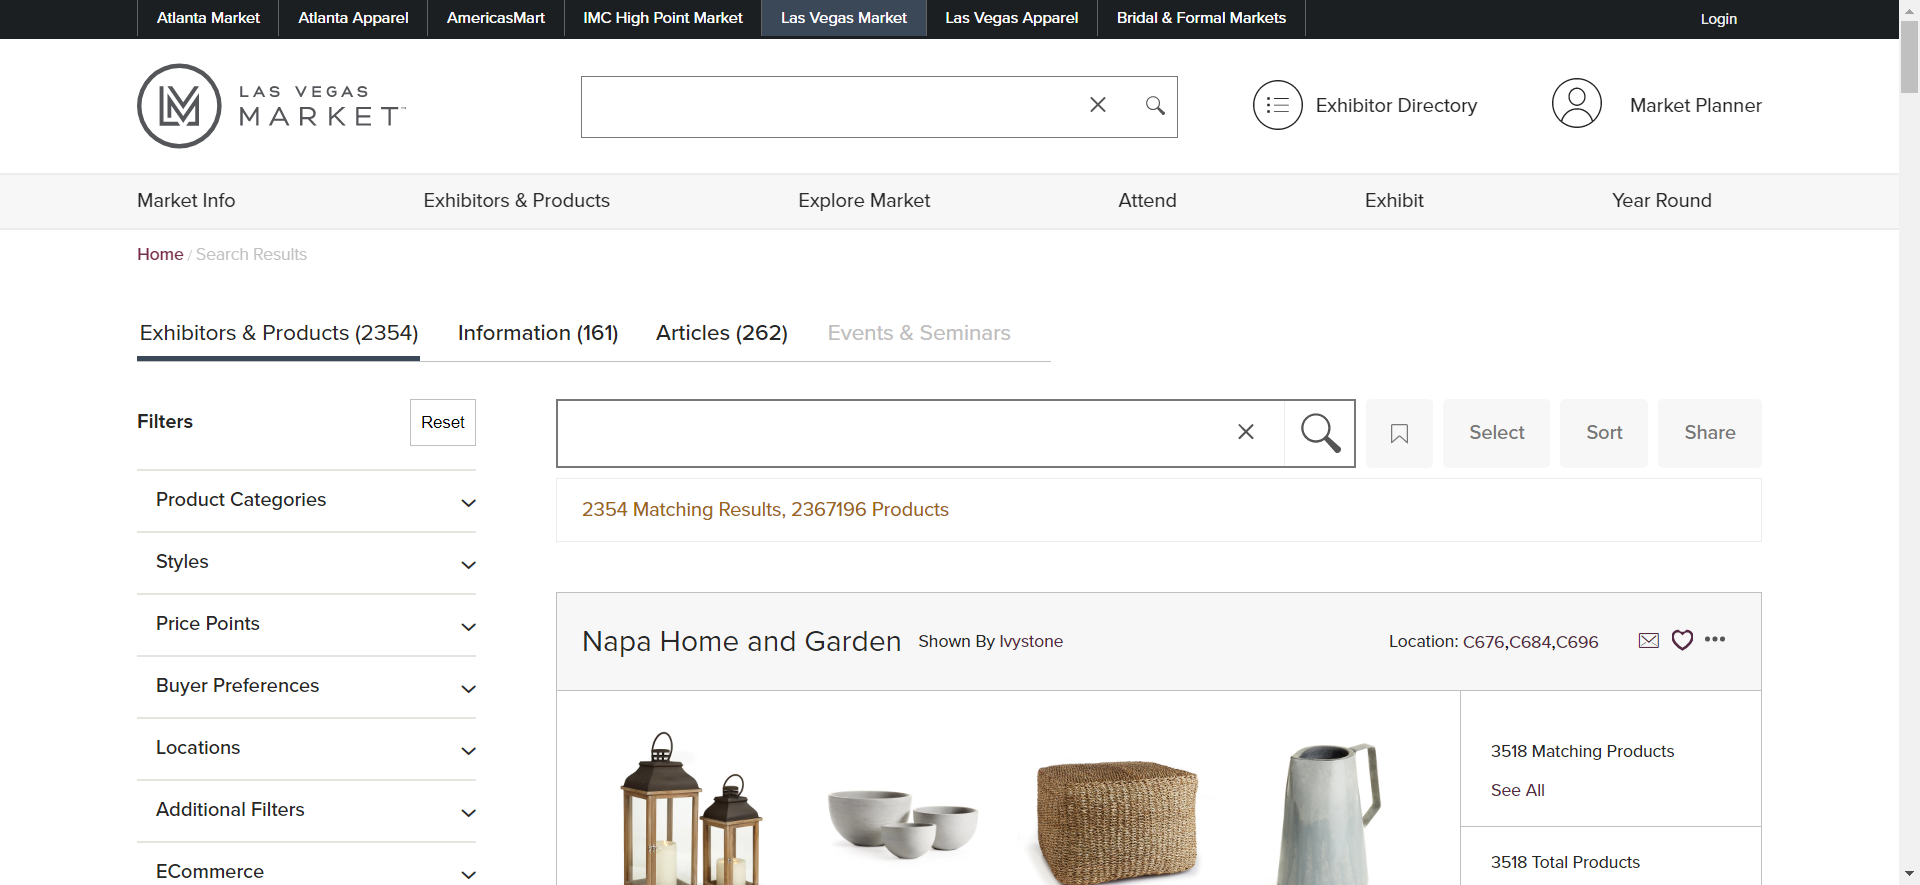 Atlanta Market
Atlanta Apparel
AmericasMart
IMC High Point Market
Las Vegas Market
Las Vegas Apparel
Bridal & Formal Markets
Login
LAS VEGAS
MARKET™
Exhibitor Directory
Market Planner
Market Info
Exhibitors & Products
Explore Market
Attend
Exhibit
Year Round
Home / Search Results
Exhibitors & Products (2354)
Information (161)
Articles (262)
Events & Seminars
Filters
Reset
Select
Sort
Share
2354 Matching Results, 2367196 Products
Product Categories
Styles
Price Points
Buyer Preferences
Locations
Additional Filters
ECommerce
Napa Home and Garden
Shown By Ivystone
Location: C676,C684,C696
3518 Matching Products
See All
3518 Total Products